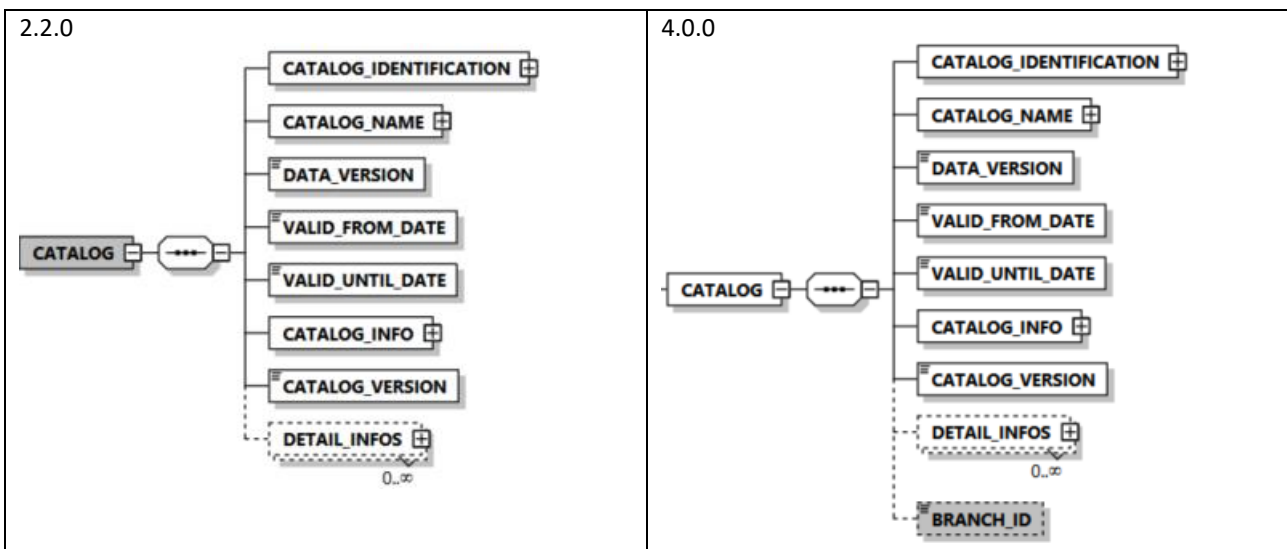 2.2.0
CATALOG_IDENTIFICATION
CATALOG_NAME
DATA_VERSION
VALID_FROM_DATE
CATALOG
VALID_UNTIL_DATE
CATALOG_INFO
CATALOG_VERSION
DETAIL_INFOS
0..∞
4.0.0
CATALOG_IDENTIFICATION
CATALOG_NAME
DATA_VERSION
VALID_FROM_DATE
VALID_UNTIL_DATE
CATALOG
CATALOG_INFO
CATALOG_VERSION
DETAIL_INFOS
0..∞
BRANCH_ID